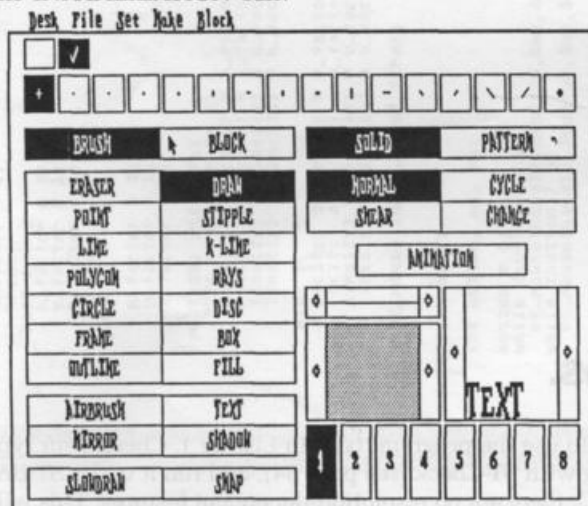 Desk File Set Make Block
BRUSH BLOCK SOLID PATTERN
ERASER DRAW NORMAL CYCLE
POINT STIPPLE SMEAR CHANGE
LINE K-LINE
ANIMATION
POLYGON RAYS
CIRCLE DISC
FRAME BOX
OUTLINE FILL
TEXT
AIRBRUSH TEXT
MIRROR SHADOW
1 2 3 4 5 6 7 8
SLOWDRAW SNAP